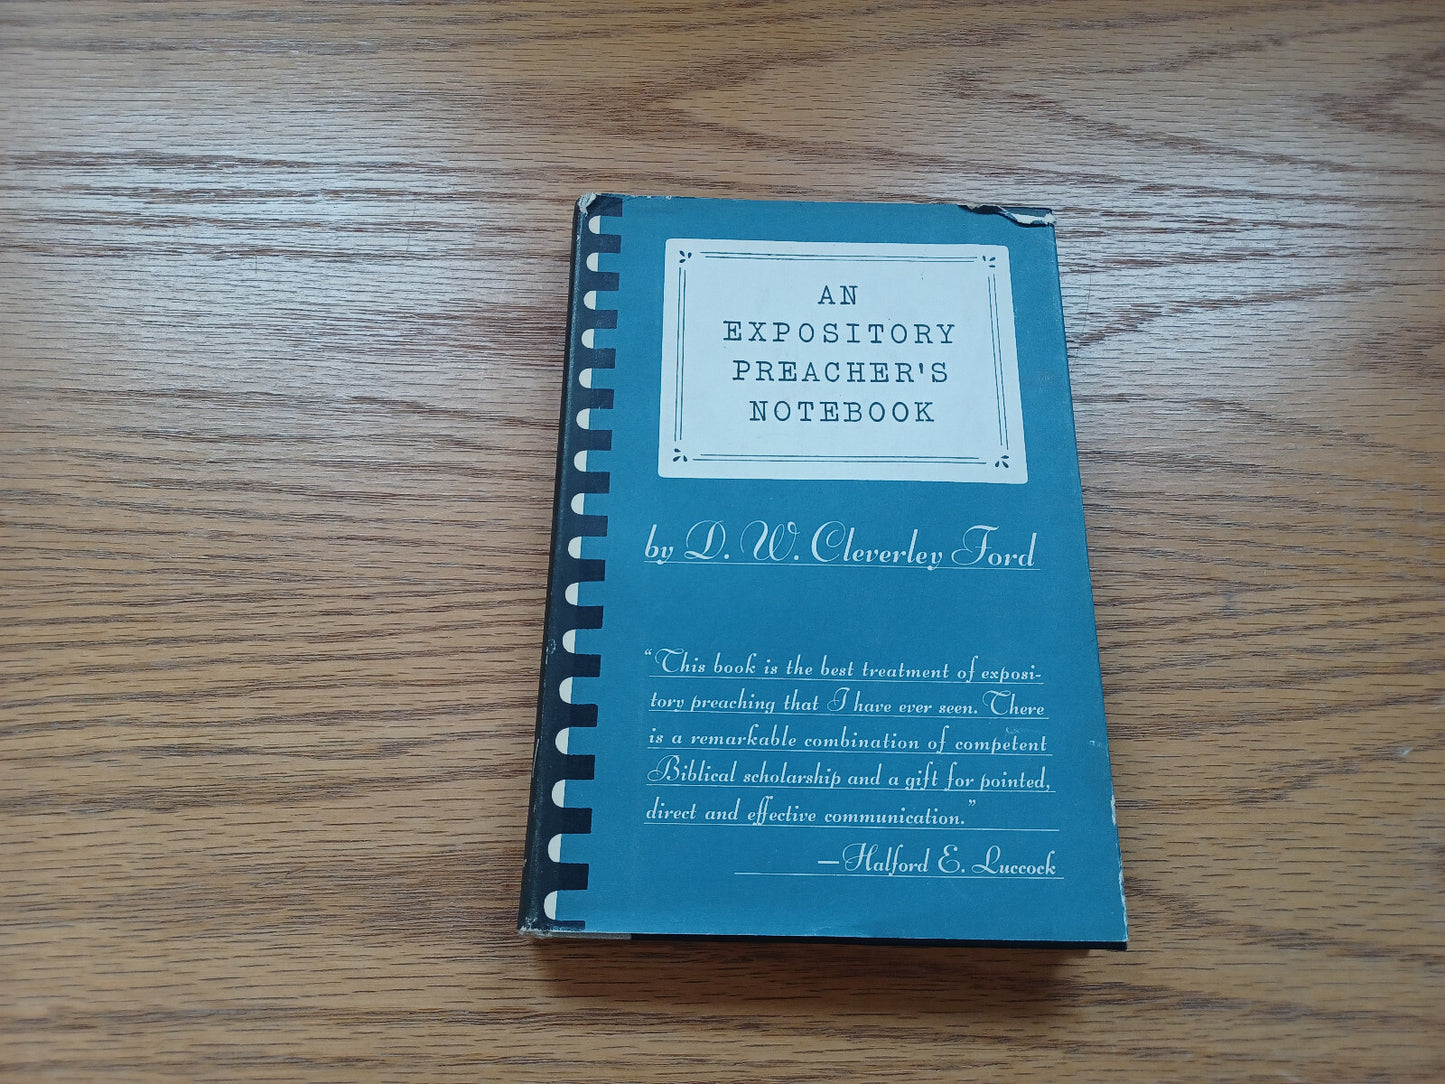 AN
EXPOSITORY
PREACHER'S
NOTEBOOK
by D. W. Cleverley Ford
“This book is the best treatment of exposi-
tory preaching that I have ever seen. There
is a remarkable combination of competent
Biblical scholarship and a gift for pointed,
direct and effective communication.”
—Halford E. Luccock